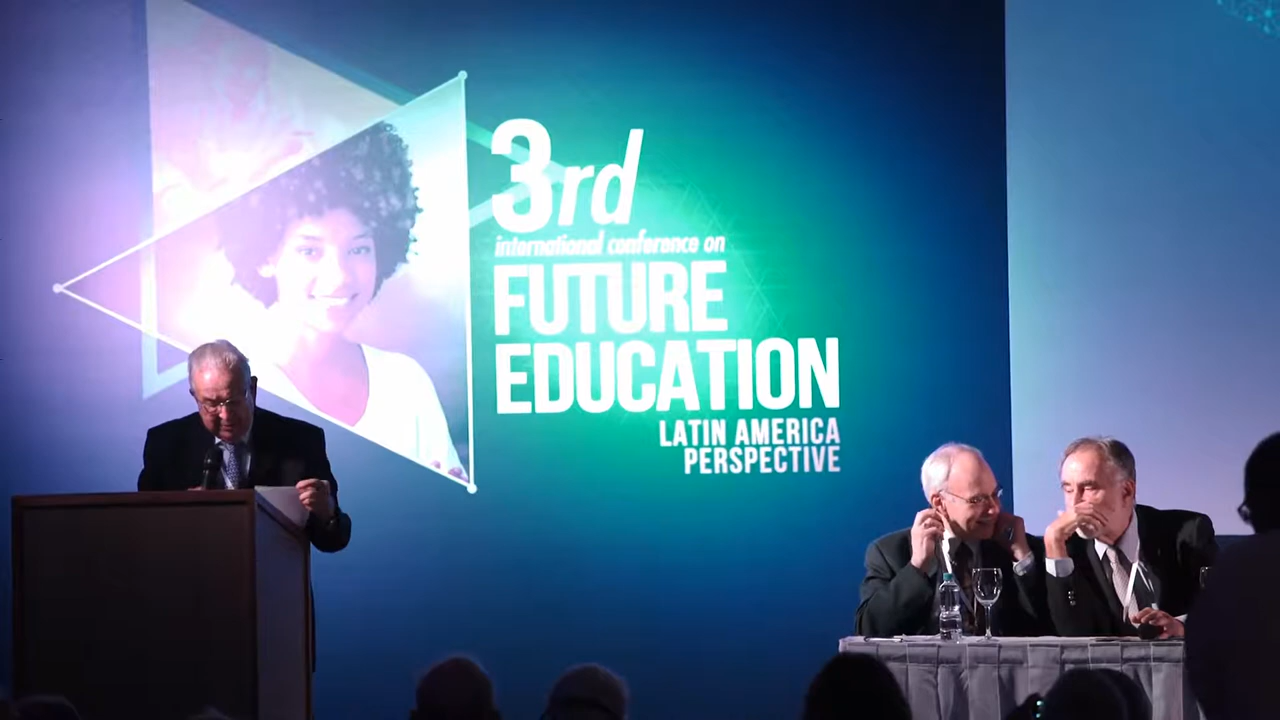 3rd
international conference on
FUTURE
EDUCATION
LATIN AMERICA
PERSPECTIVE